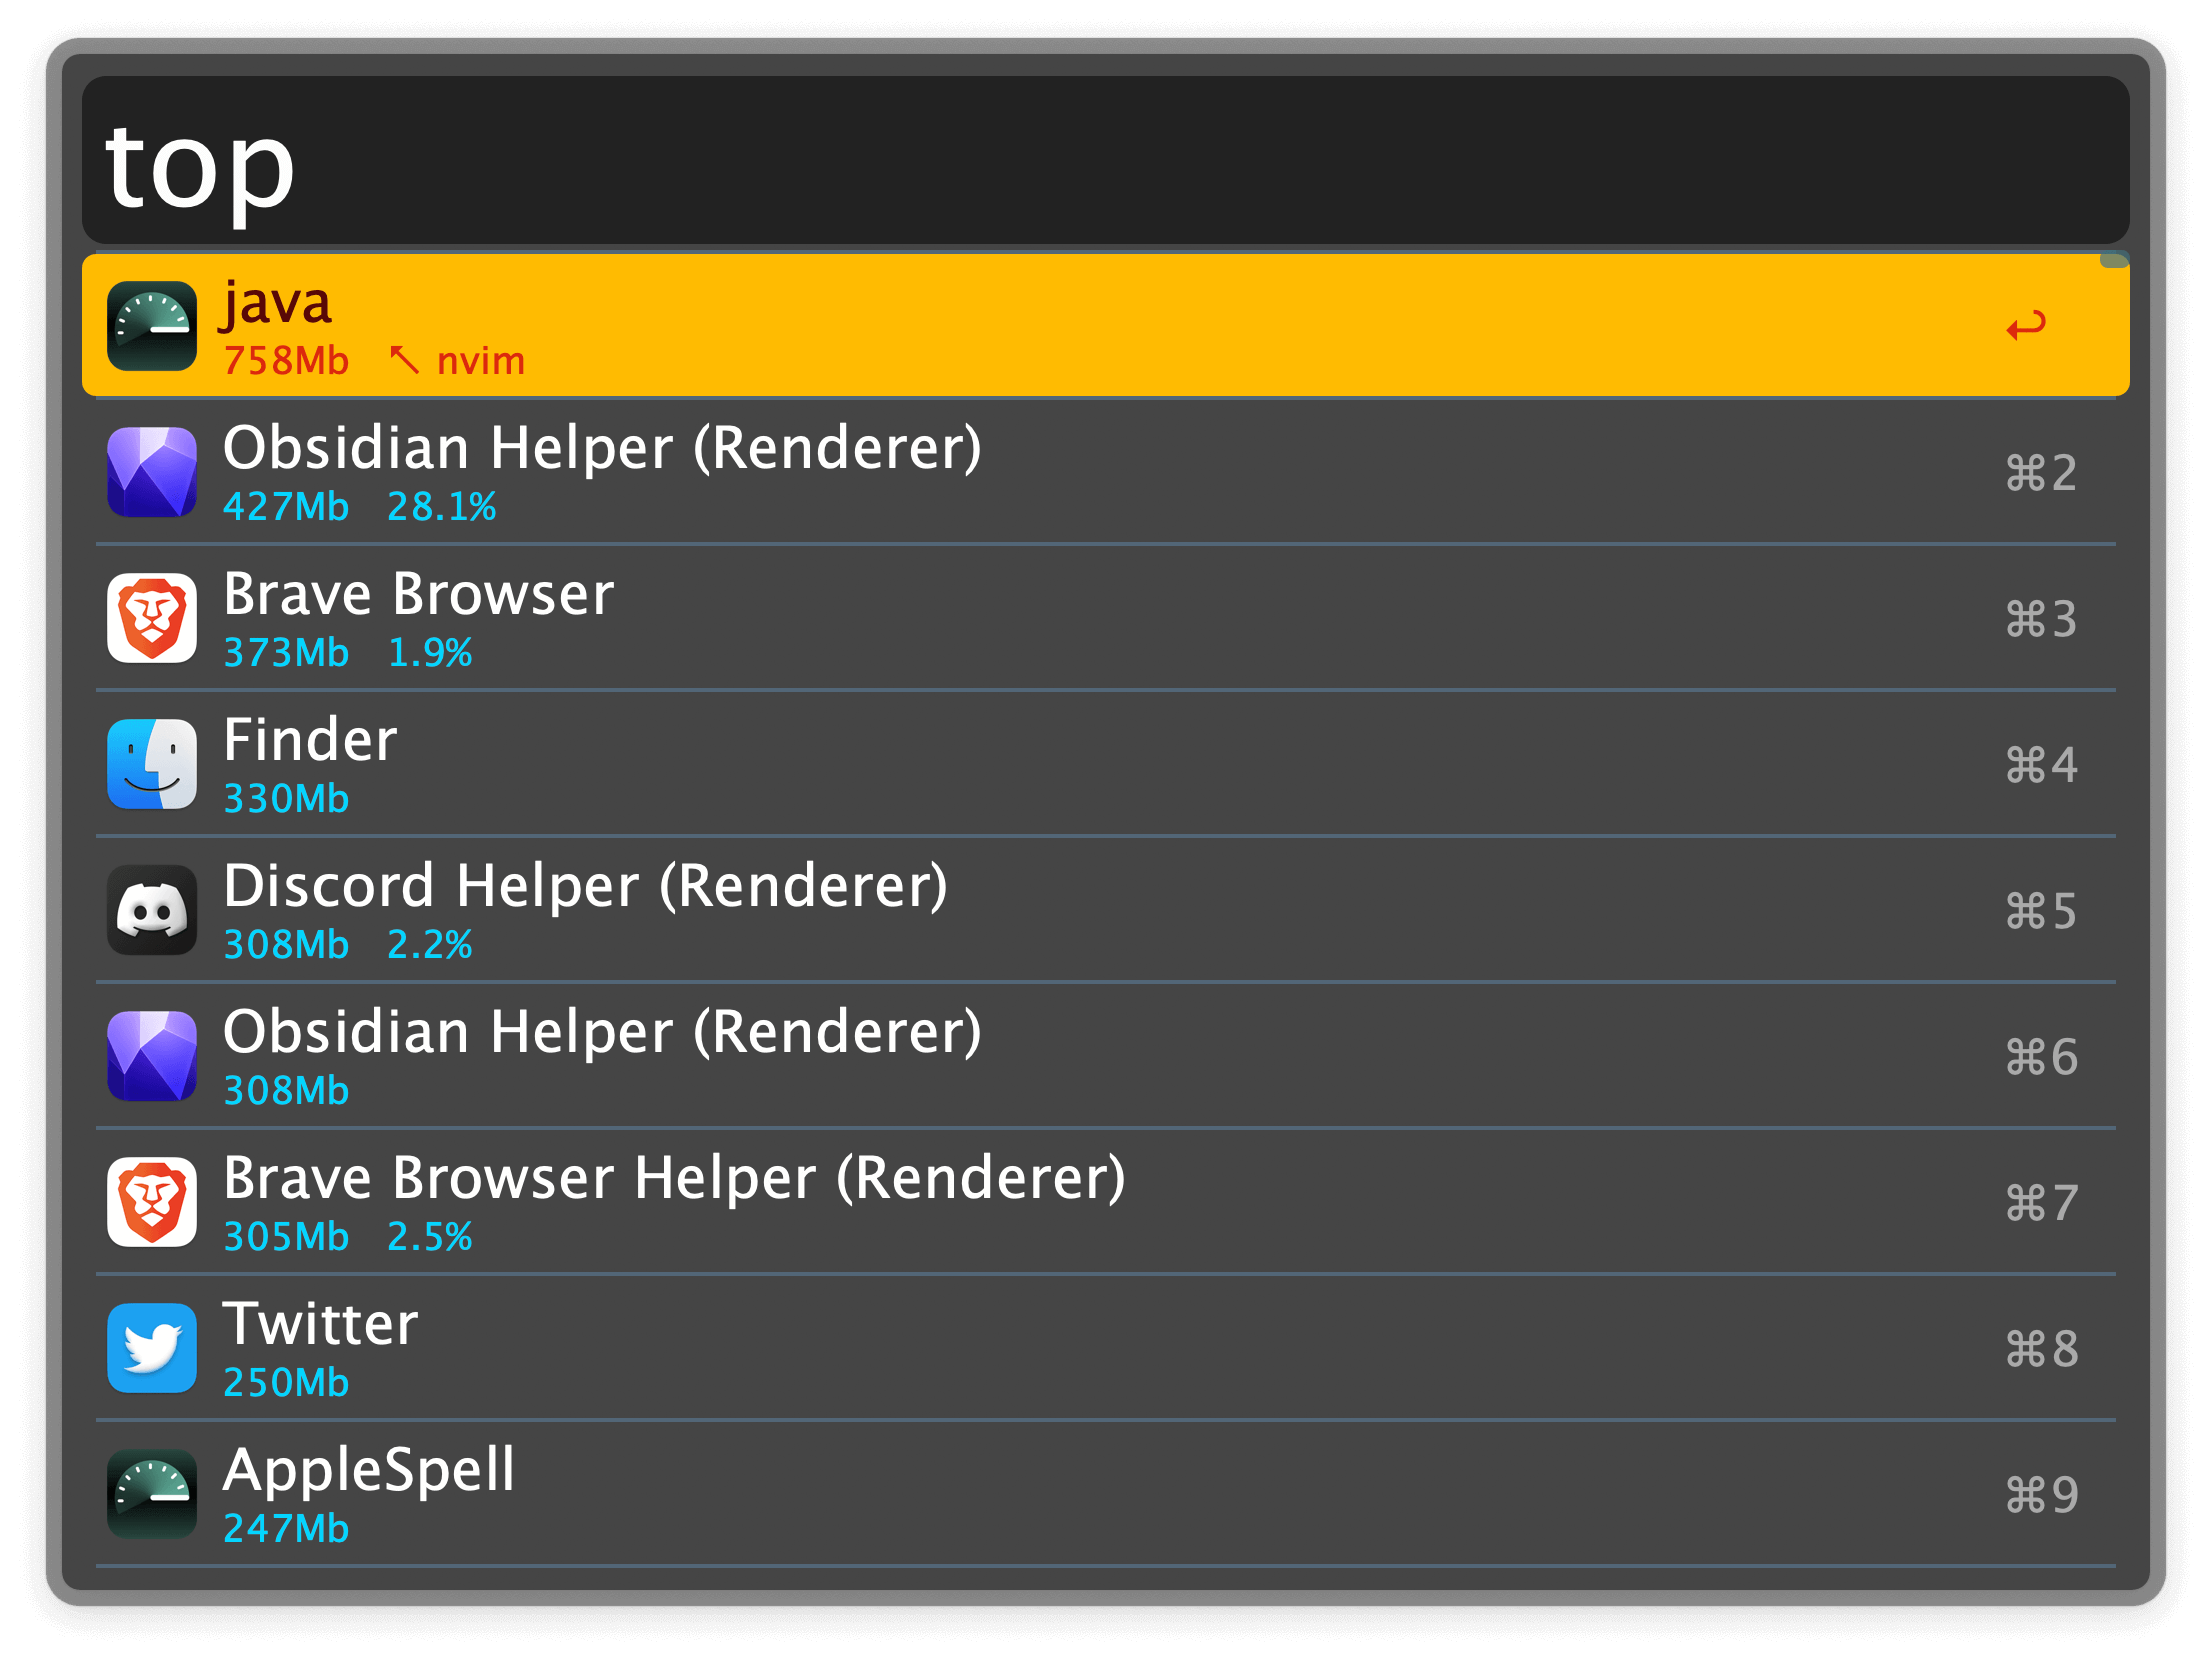 top
java
758Mb ↖ nvim
↩
Obsidian Helper (Renderer)
427Mb 28.1%
⌘2
Brave Browser
373Mb 1.9%
⌘3
Finder
330Mb
⌘4
Discord Helper (Renderer)
308Mb 2.2%
⌘5
Obsidian Helper (Renderer)
308Mb
⌘6
Brave Browser Helper (Renderer)
305Mb 2.5%
⌘7
Twitter
250Mb
⌘8
AppleSpell
247Mb
⌘9